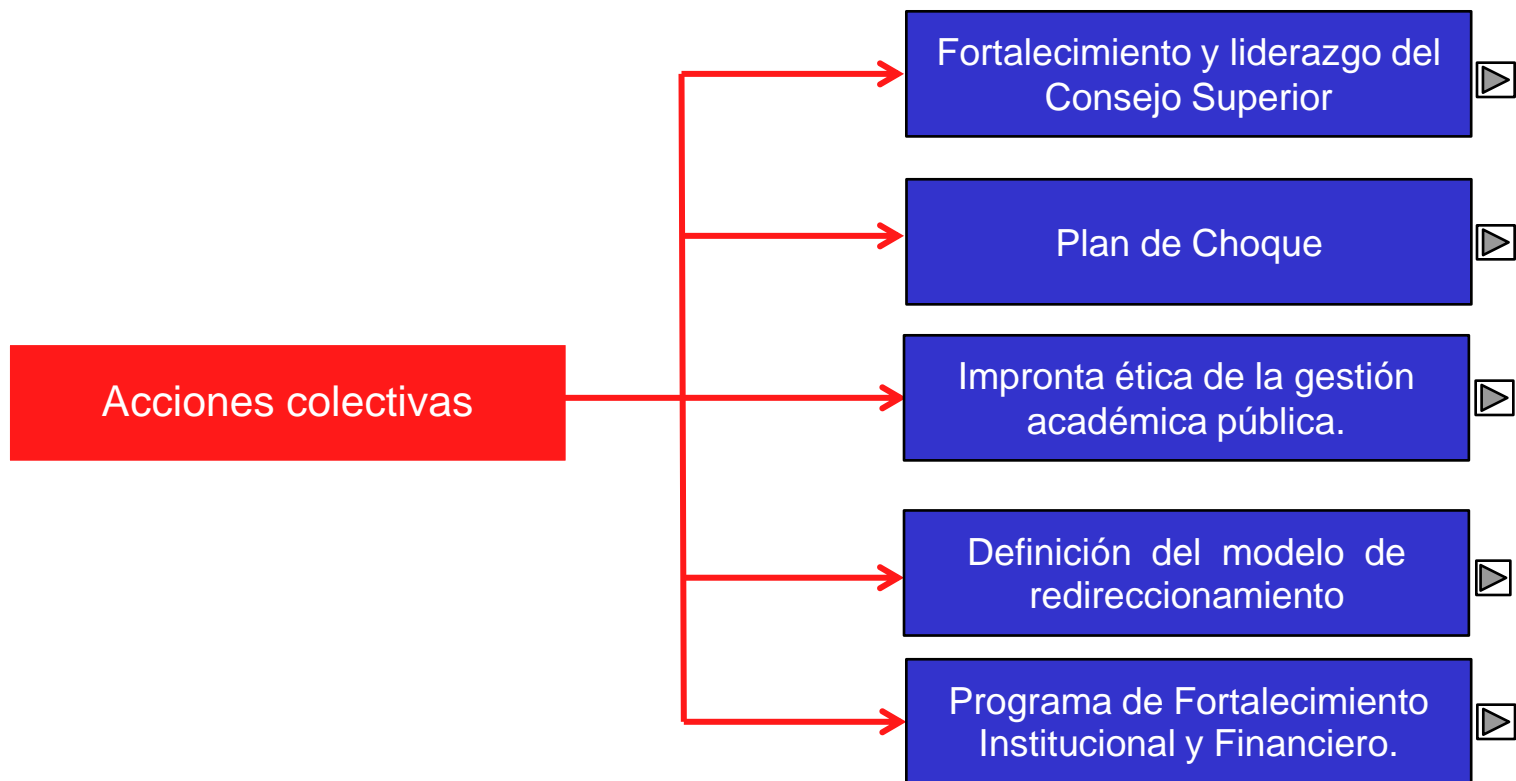 Fortalecimiento y liderazgo del
Consejo Superior
Plan de Choque
Acciones colectivas
Impronta ética de la gestión
académica pública.
Definición del modelo de
redireccionamiento
Programa de Fortalecimiento
Institucional y Financiero.